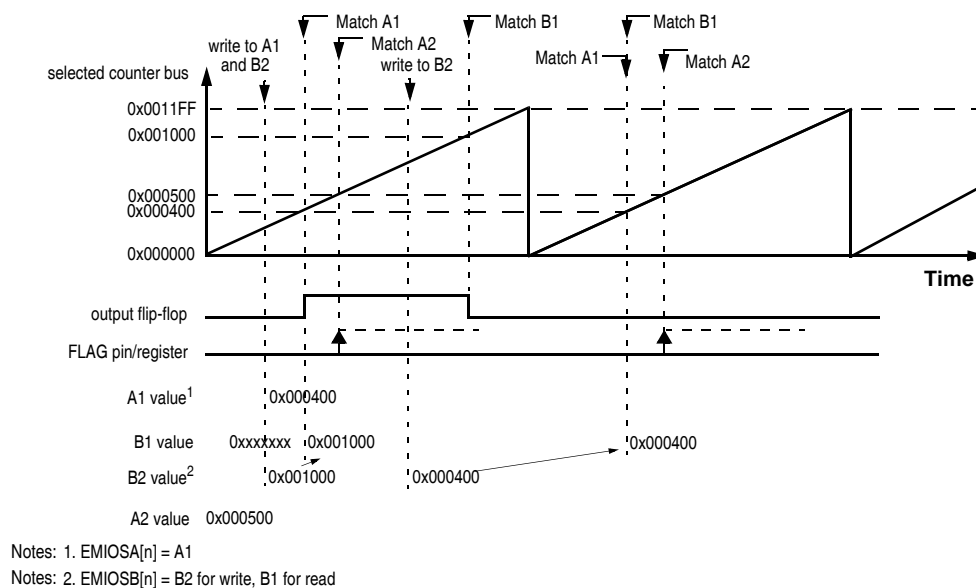 Match A1
Match B1
Match B1
write to A1
and B2
Match A2
write to B2
Match A1
Match A2
selected counter bus
0x0011FF
0x001000
0x000500
0x000400
0x000000
Time
output flip-flop
FLAG pin/register
A1 value1 0x000400
B1 value 0xxxxxxx 0x001000 0x000400
B2 value2 0x001000 0x000400
A2 value 0x000500
Notes: 1. EMIOSA[n] = A1
Notes: 2. EMIOSB[n] = B2 for write, B1 for read